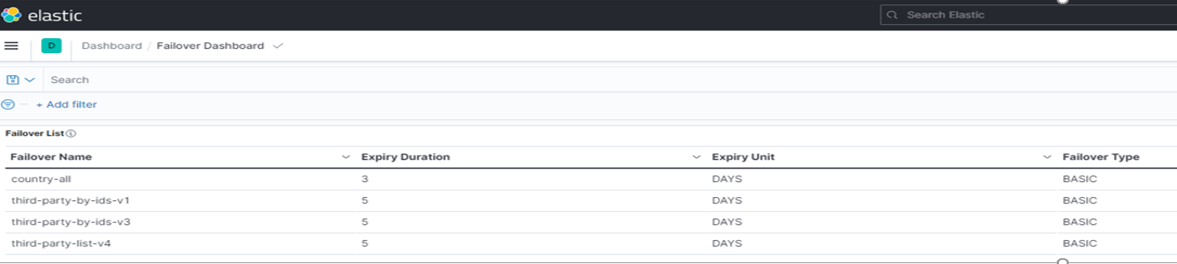 elastic Search Elastic
D Dashboard / Failover Dashboard
Search
+ Add filter
Failover List
Failover Name Expiry Duration Expiry Unit Failover Type
country-all 3 DAYS BASIC
third-party-by-ids-v1 5 DAYS BASIC
third-party-by-ids-v3 5 DAYS BASIC
third-party-list-v4 5 DAYS BASIC